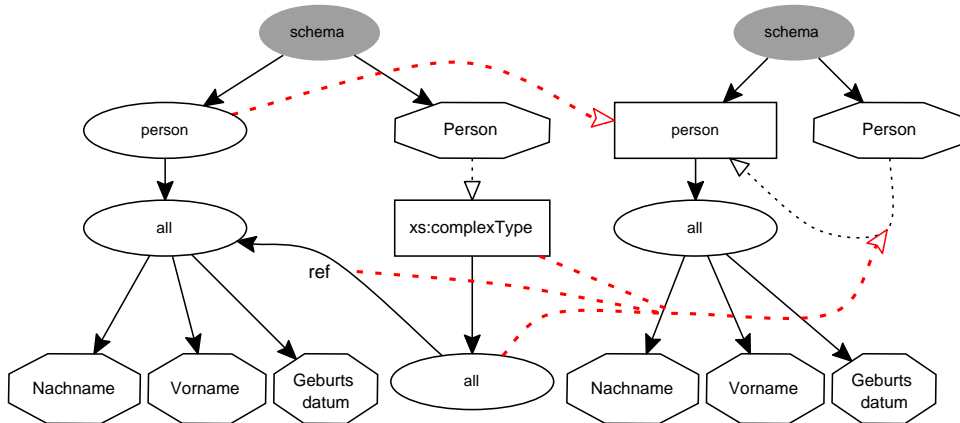 schema
schema
person
Person
person
Person
all
xs:complexType
all
ref
Nachname
Vorname
Geburts
datum
all
Nachname
Vorname
Geburts
datum